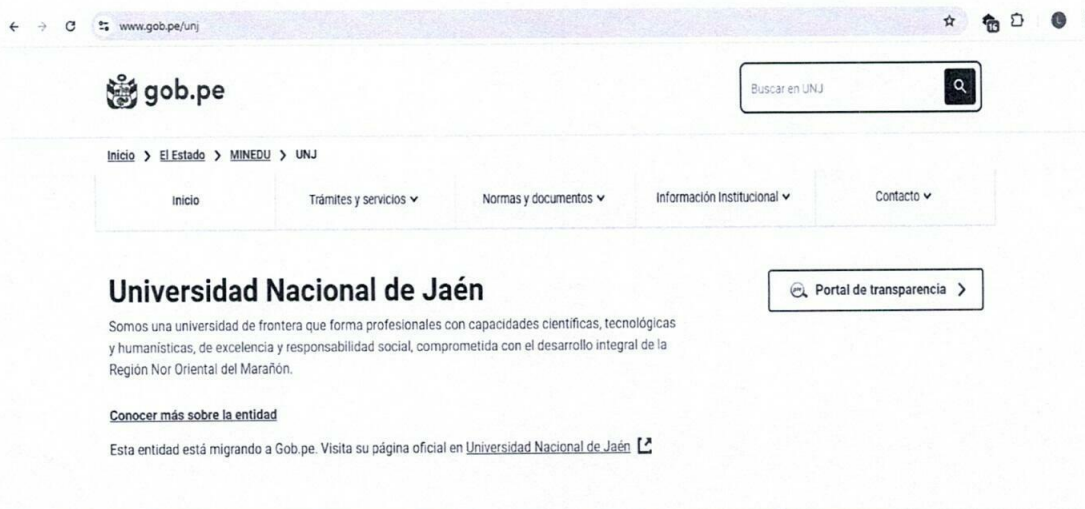 www.gob.pe/unj
gob.pe
Buscar en UNJ
Inicio > El Estado > MINEDU > UNJ
Inicio
Trámites y servicios
Normas y documentos
Información Institucional
Contacto
Universidad Nacional de Jaén
Portal de transparencia >
Somos una universidad de frontera que forma profesionales con capacidades científicas, tecnológicas
y humanísticas, de excelencia y responsabilidad social, comprometida con el desarrollo integral de la
Región Nor Oriental del Marañón.
Conocer más sobre la entidad
Esta entidad está migrando a Gob.pe. Visita su página oficial en Universidad Nacional de Jaén